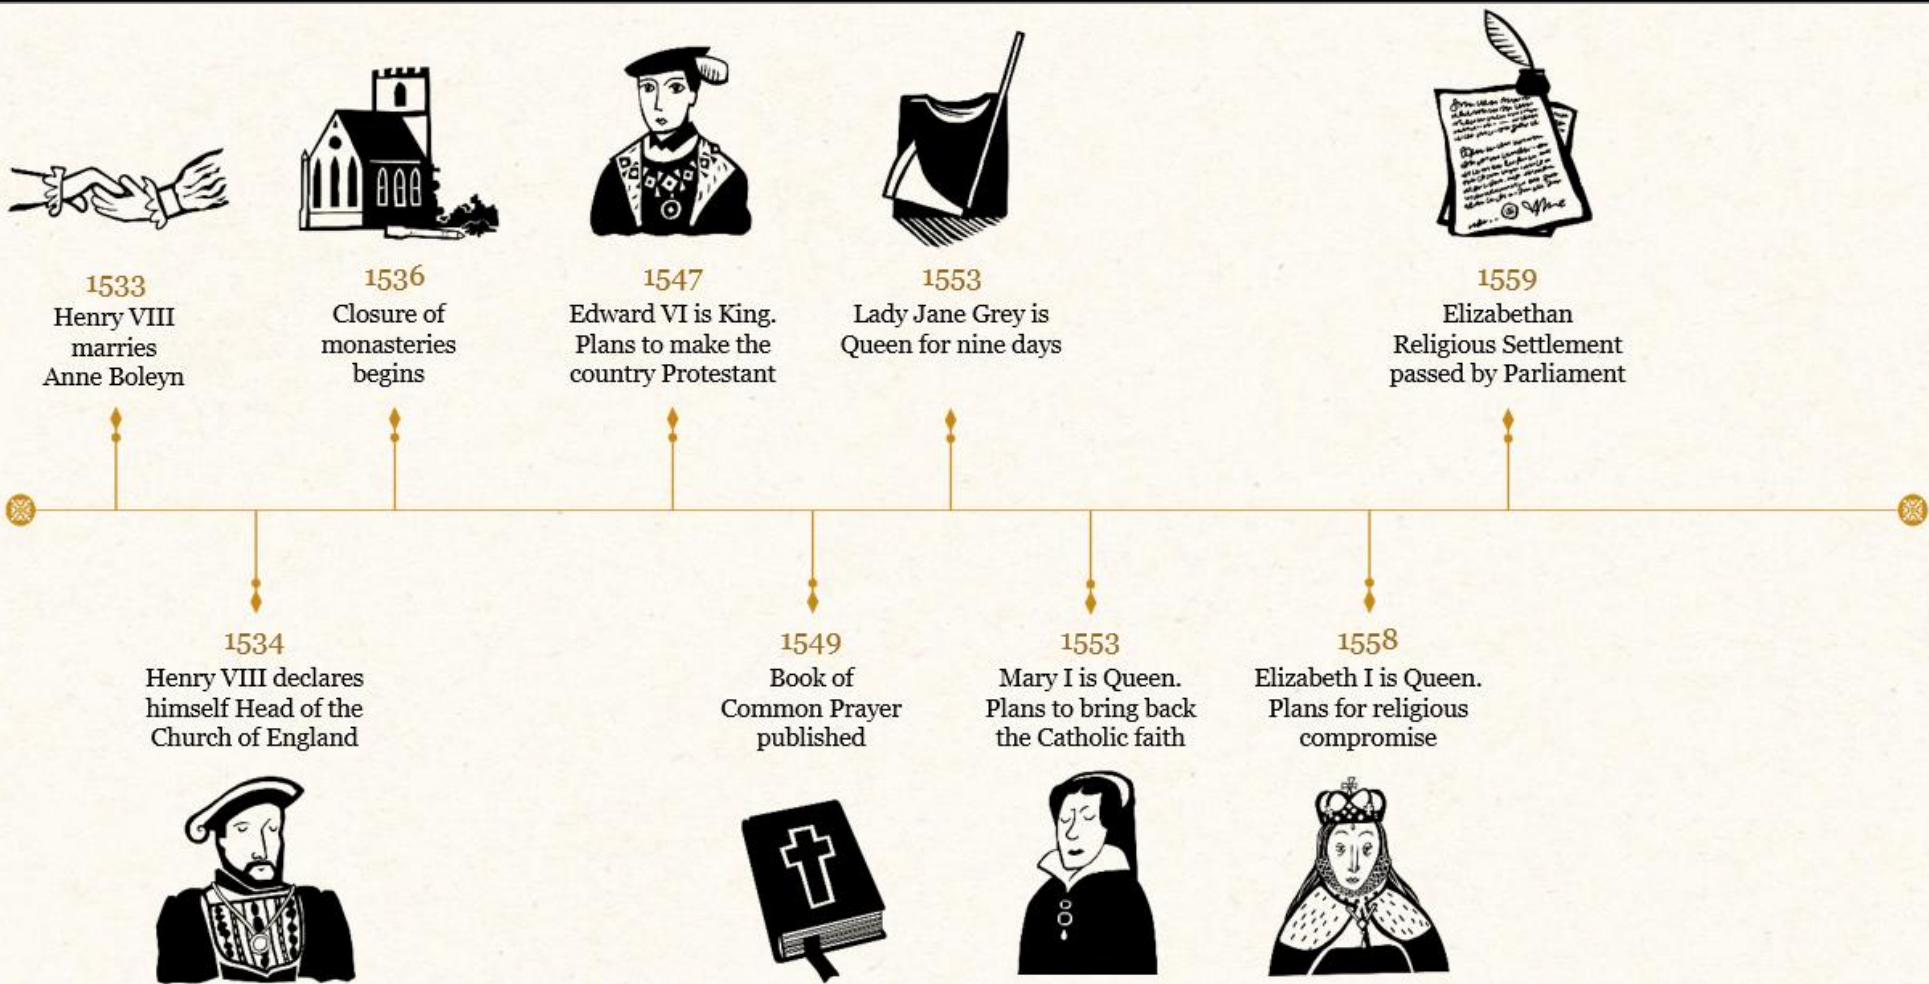 1533
Henry VIII
marries
Anne Boleyn
1534
Henry VIII declares
himself Head of the
Church of England
1536
Closure of
monasteries
begins
1547
Edward VI is King.
Plans to make the
country Protestant
1549
Book of
Common Prayer
published
1553
Lady Jane Grey is
Queen for nine days
1553
Mary I is Queen.
Plans to bring back
the Catholic faith
1558
Elizabeth I is Queen.
Plans for religious
compromise
1559
Elizabethan
Religious Settlement
passed by Parliament